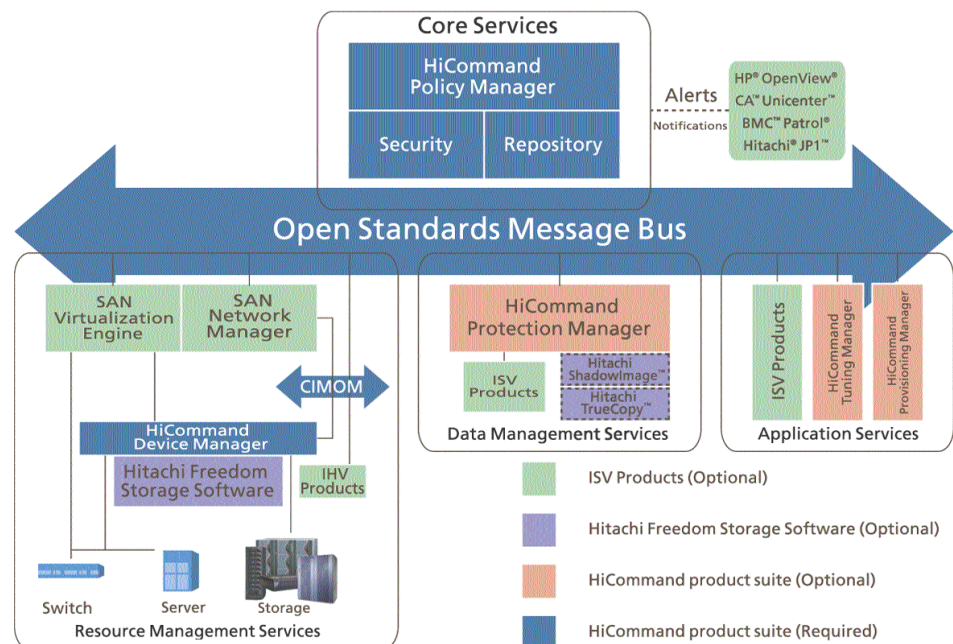 Core Services
HiCommand
Policy Manager
Security
Repository
Alerts
Notifications
HP® OpenView®
CA™ Unicenter™
BMC™ Patrol®
Hitachi® JP1™
Open Standards Message Bus
SAN
Virtualization
Engine
SAN
Network
Manager
CIMOM
HiCommand
Device Manager
Hitachi Freedom
Storage Software
IHV
Products
Switch
Server
Storage
Resource Management Services
HiCommand
Protection Manager
ISV
Products
Hitachi
ShadowImage™
Hitachi
TrueCopy™
Data Management Services
ISV Products
HiCommand
Tuning Manager
HiCommand
Provisioning Manager
Application Services
ISV Products (Optional)
Hitachi Freedom Storage Software (Optional)
HiCommand product suite (Optional)
HiCommand product suite (Required)